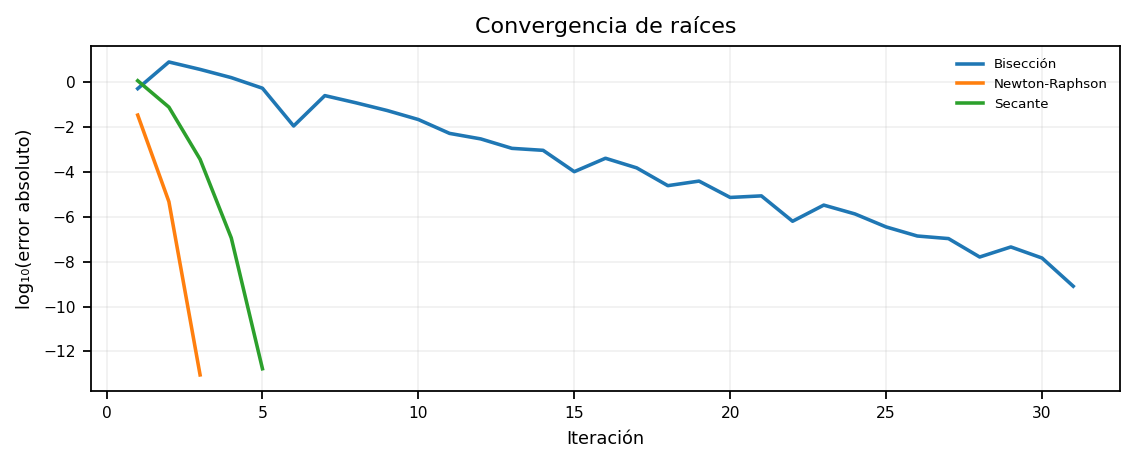 Convergencia de raíces
log₁₀(error absoluto)
0
−2
−4
−6
−8
−10
−12
Bisección
Newton-Raphson
Secante
0 5 10 15 20 25 30
Iteración